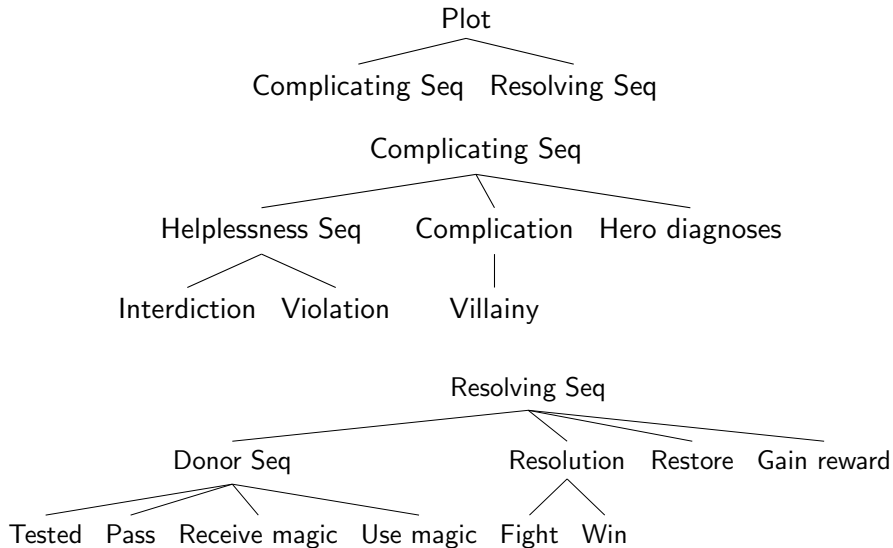 Plot
Complicating Seq Resolving Seq
Complicating Seq
Helplessness Seq Complication Hero diagnoses
Interdiction Violation Villainy
Resolving Seq
Donor Seq Resolution Restore Gain reward
Tested Pass Receive magic Use magic Fight Win